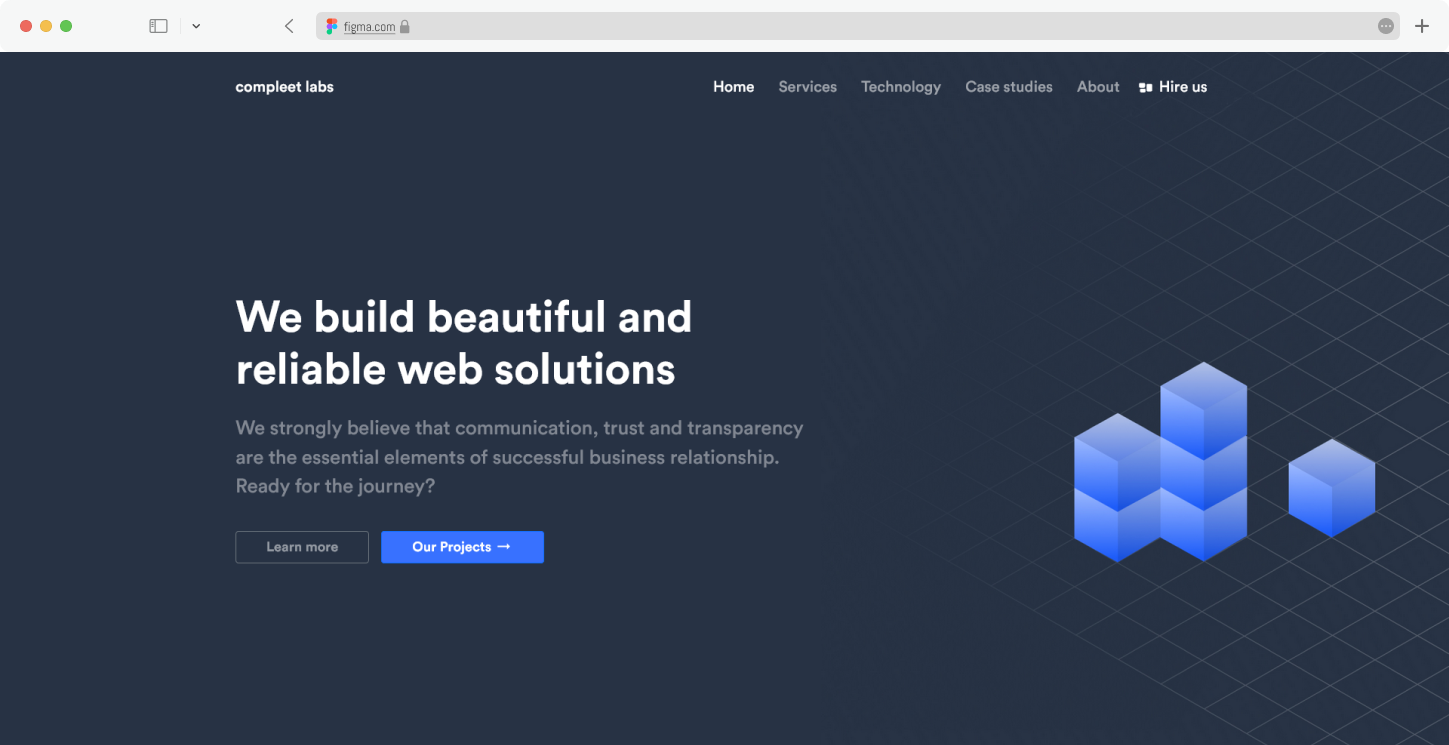 figma.com
compleet labs
Home Services Technology Case studies About Hire us
We build beautiful and
reliable web solutions
We strongly believe that communication, trust and transparency
are the essential elements of successful business relationship.
Ready for the journey?
Learn more Our Projects →